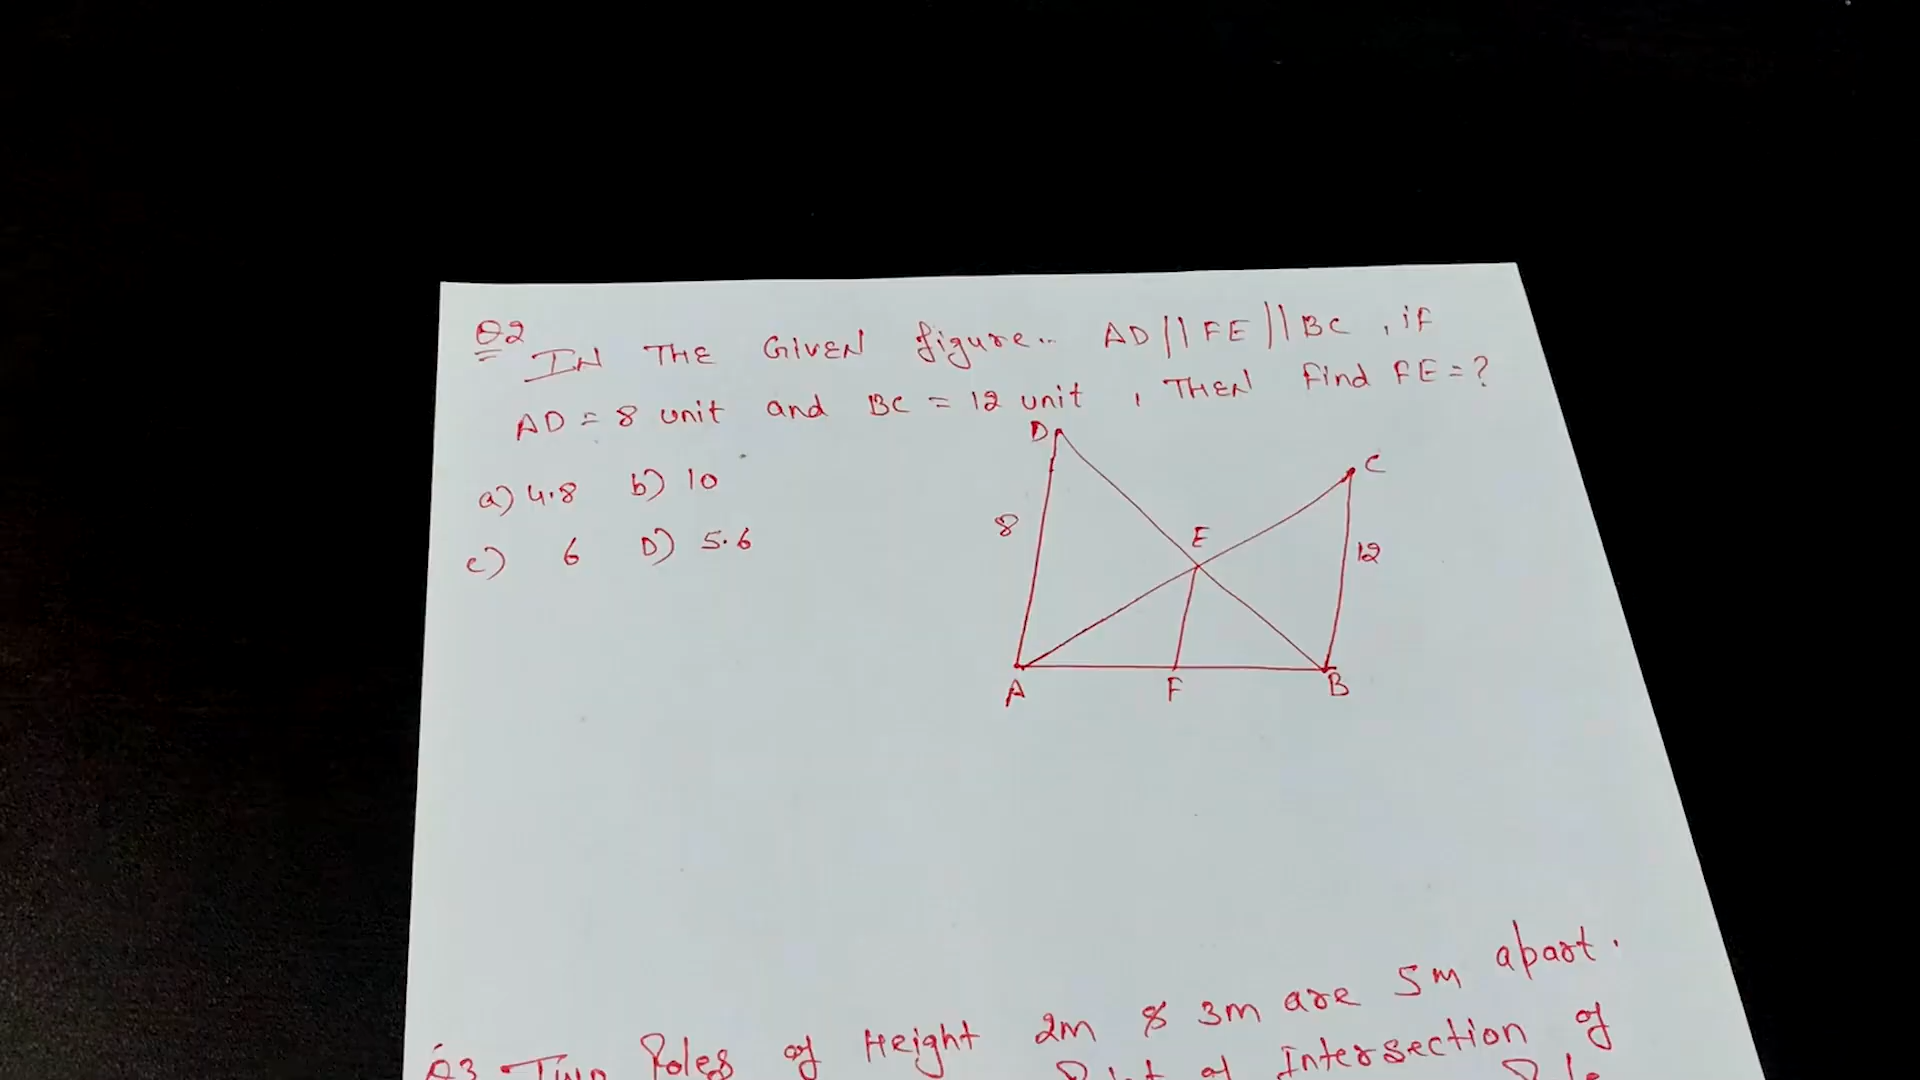 Q2
IN THE GIVEN figure.. AD || FE || BC , if
AD = 8 unit and BC = 12 unit , THEN find FE = ?
a) 4.8 b) 10
c) 6 D) 5.6
D
C
8
E
12
A F B
Q3 Two Poles of Height 2m & 3m are 5m apart.
of Intersection of